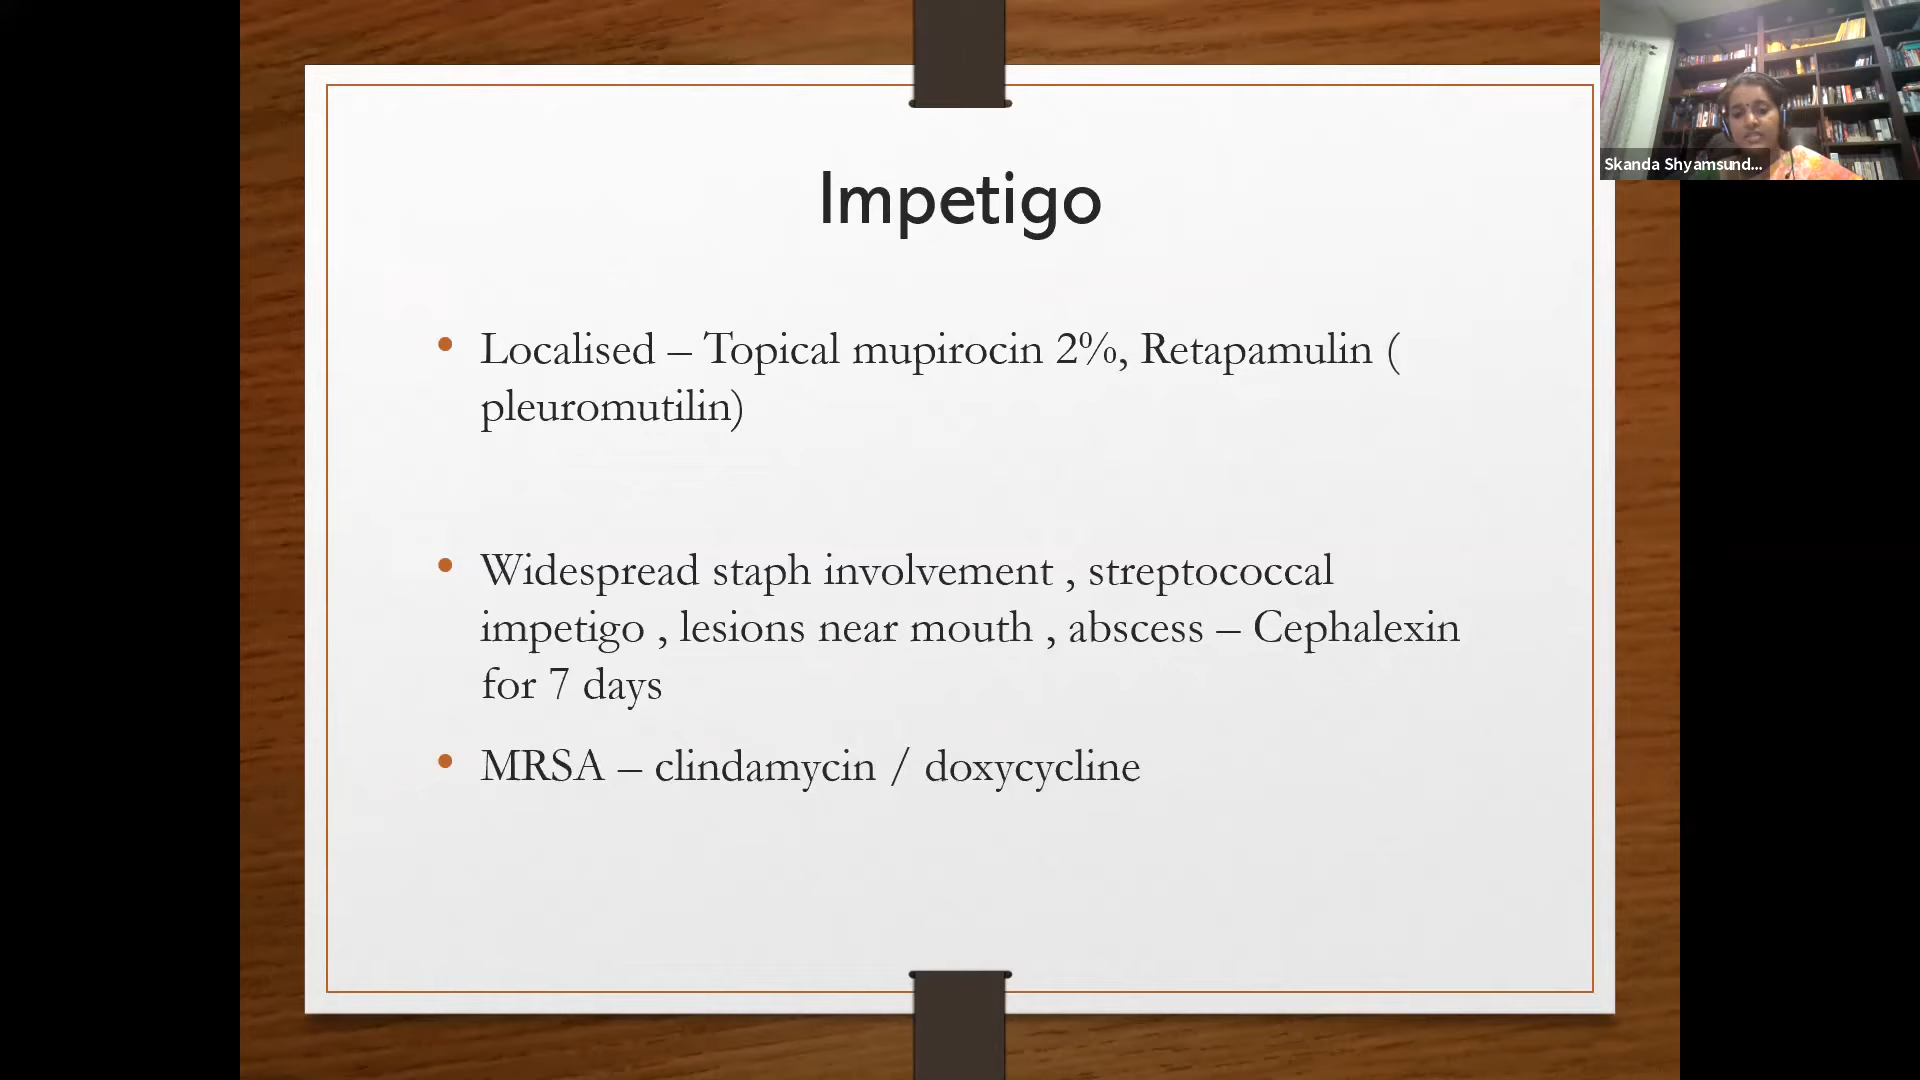 Skanda Shyamsund...
Impetigo
• Localised – Topical mupirocin 2%, Retapamulin (
pleuromutilin)
• Widespread staph involvement , streptococcal
impetigo , lesions near mouth , abscess – Cephalexin
for 7 days
• MRSA – clindamycin / doxycycline